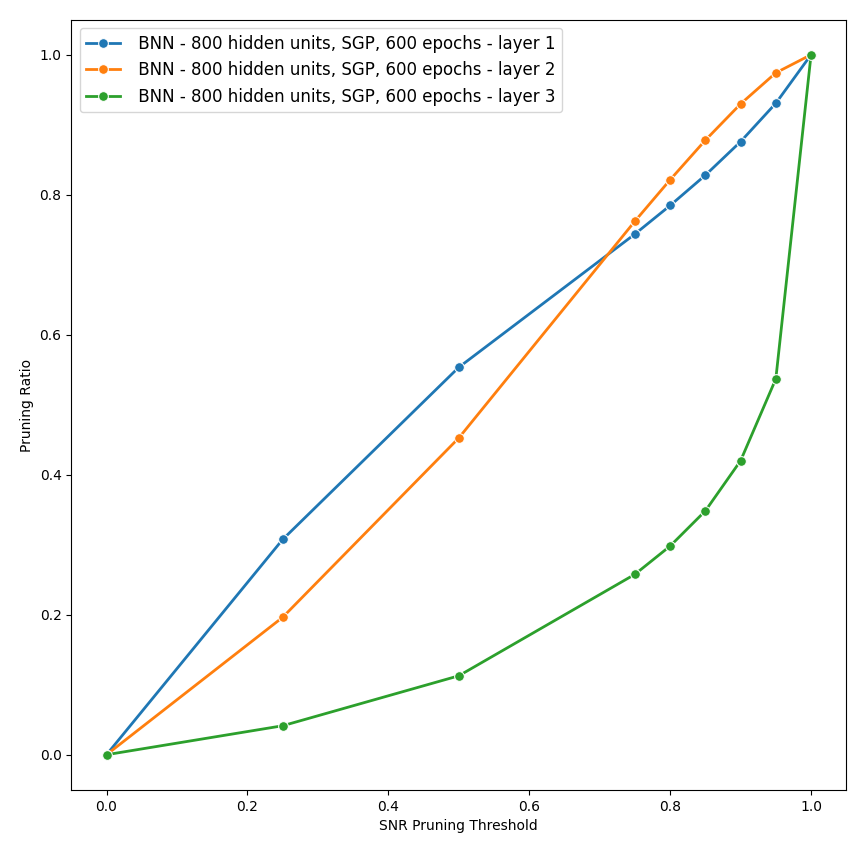 BNN - 800 hidden units, SGP, 600 epochs - layer 1
BNN - 800 hidden units, SGP, 600 epochs - layer 2
BNN - 800 hidden units, SGP, 600 epochs - layer 3
1.0
0.8
0.6
0.4
0.2
0.0
Pruning Ratio
0.0 0.2 0.4 0.6 0.8 1.0
SNR Pruning Threshold